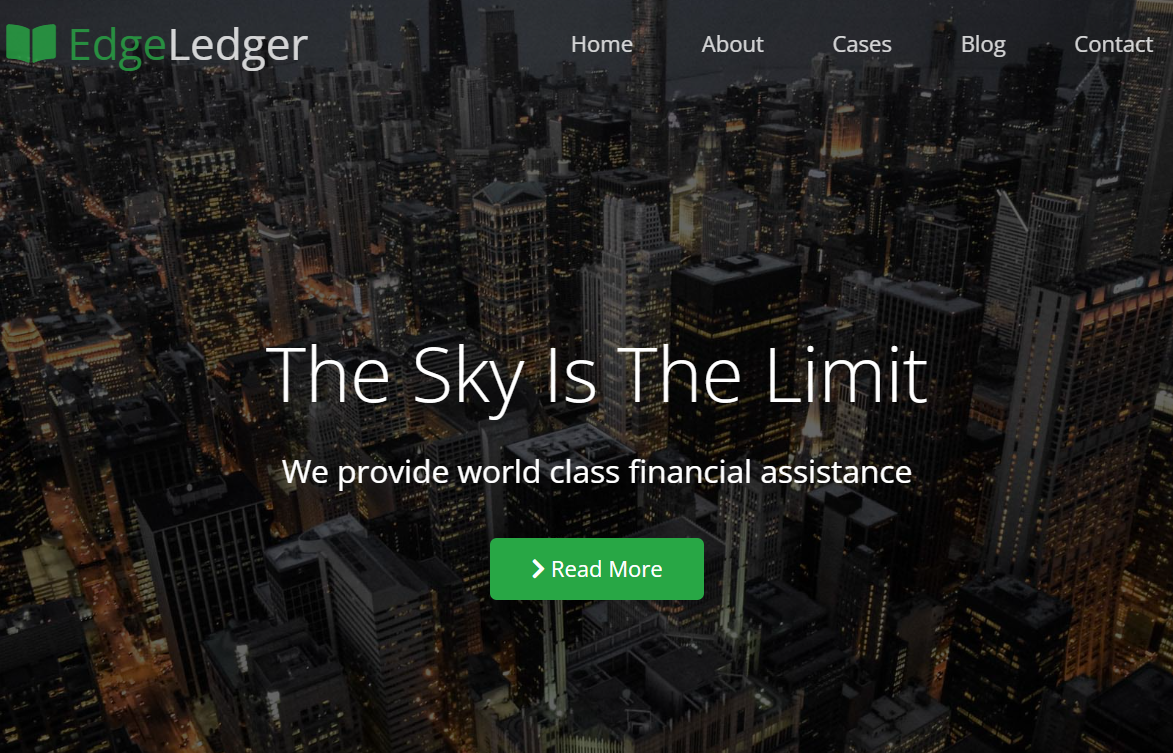 EdgeLedger
Home About Cases Blog Contact
The Sky Is The Limit
We provide world class financial assistance
Read More